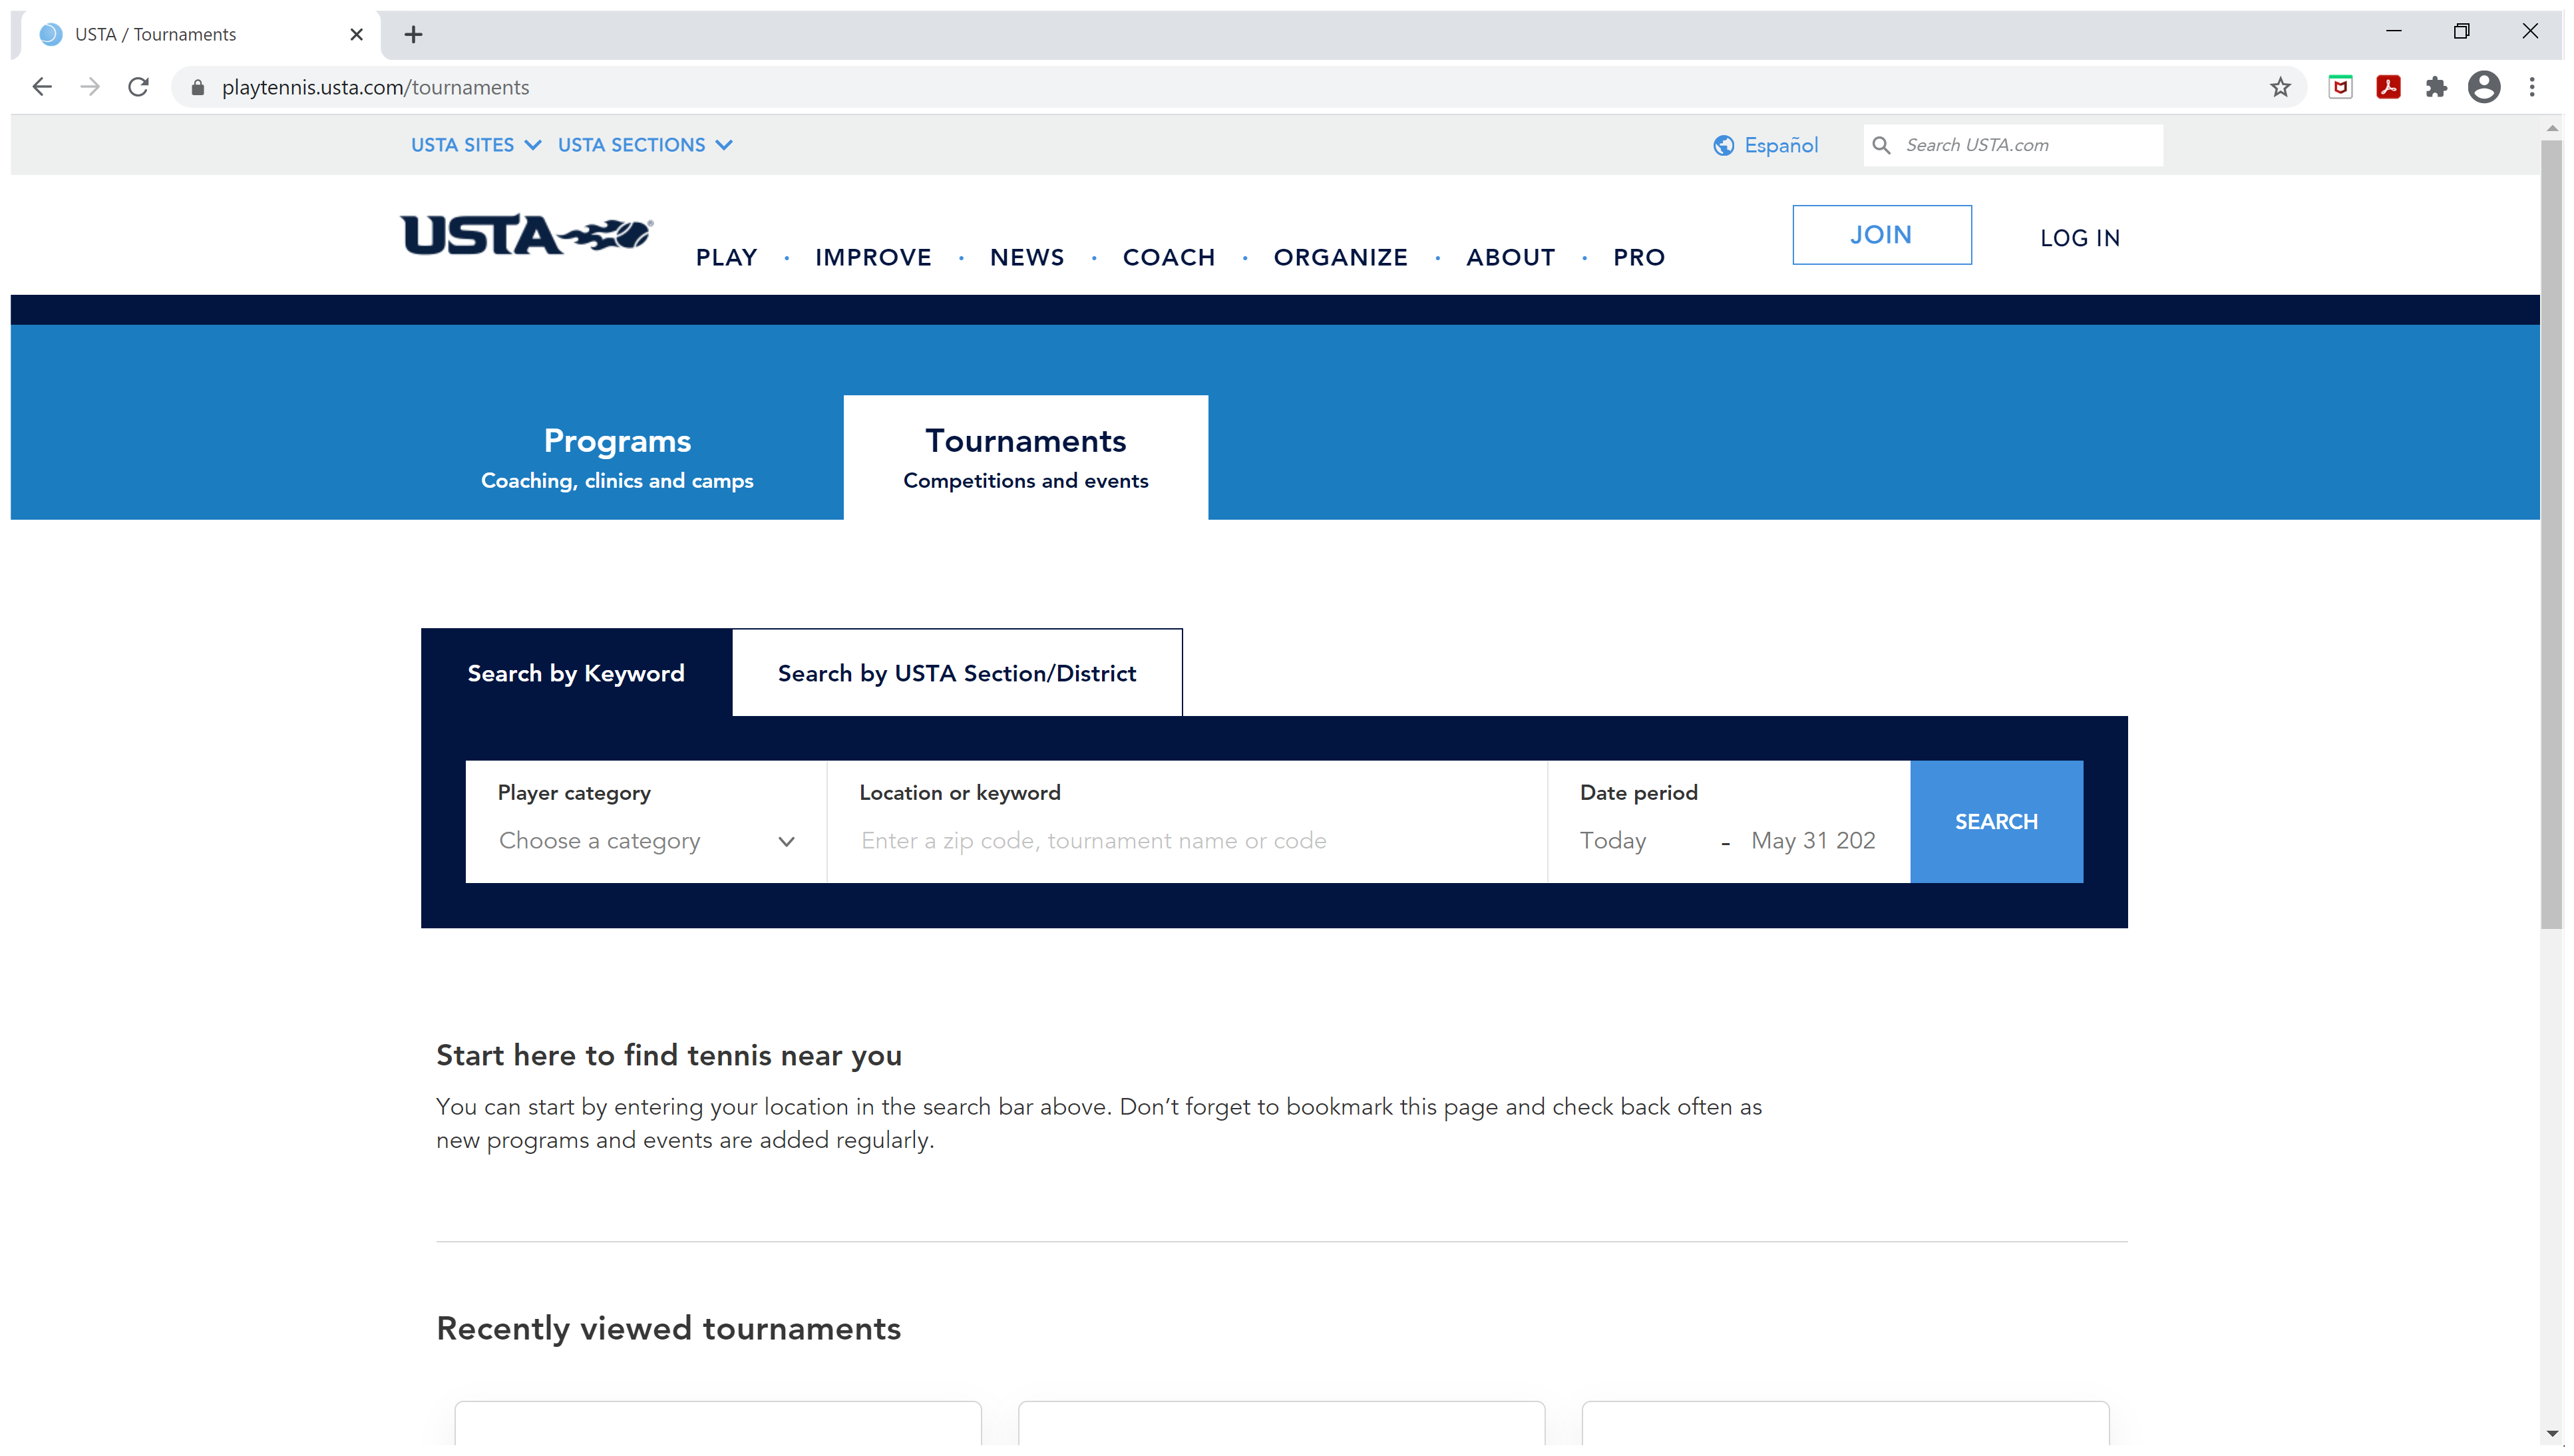 USTA / Tournaments
playtennis.usta.com/tournaments
USTA SITES USTA SECTIONS Español Search USTA.com
USTA PLAY · IMPROVE · NEWS · COACH · ORGANIZE · ABOUT · PRO JOIN LOG IN
Programs Tournaments
Coaching, clinics and camps Competitions and events
Search by Keyword Search by USTA Section/District
Player category Location or keyword Date period
Choose a category Enter a zip code, tournament name or code Today - May 31 202 SEARCH
Start here to find tennis near you
You can start by entering your location in the search bar above. Don’t forget to bookmark this page and check back often as
new programs and events are added regularly.
Recently viewed tournaments